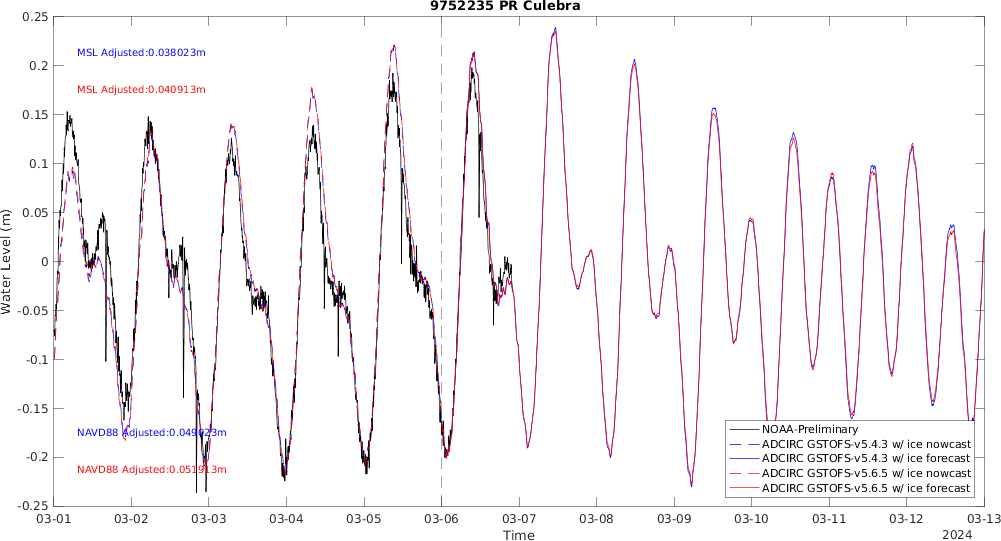 9752235 PR Culebra
0.25
0.2
0.15
0.1
0.05
0
-0.05
-0.1
-0.15
-0.2
-0.25
Water Level (m)
MSL Adjusted:0.038023m
MSL Adjusted:0.040913m
NAVD88 Adjusted:0.049023m
NAVD88 Adjusted:0.051913m
NOAA-Preliminary
ADCIRC GSTOFS-v5.4.3 w/ ice nowcast
ADCIRC GSTOFS-v5.4.3 w/ ice forecast
ADCIRC GSTOFS-v5.6.5 w/ ice nowcast
ADCIRC GSTOFS-v5.6.5 w/ ice forecast
03-01 03-02 03-03 03-04 03-05 03-06 03-07 03-08 03-09 03-10 03-11 03-12 03-13
Time
2024